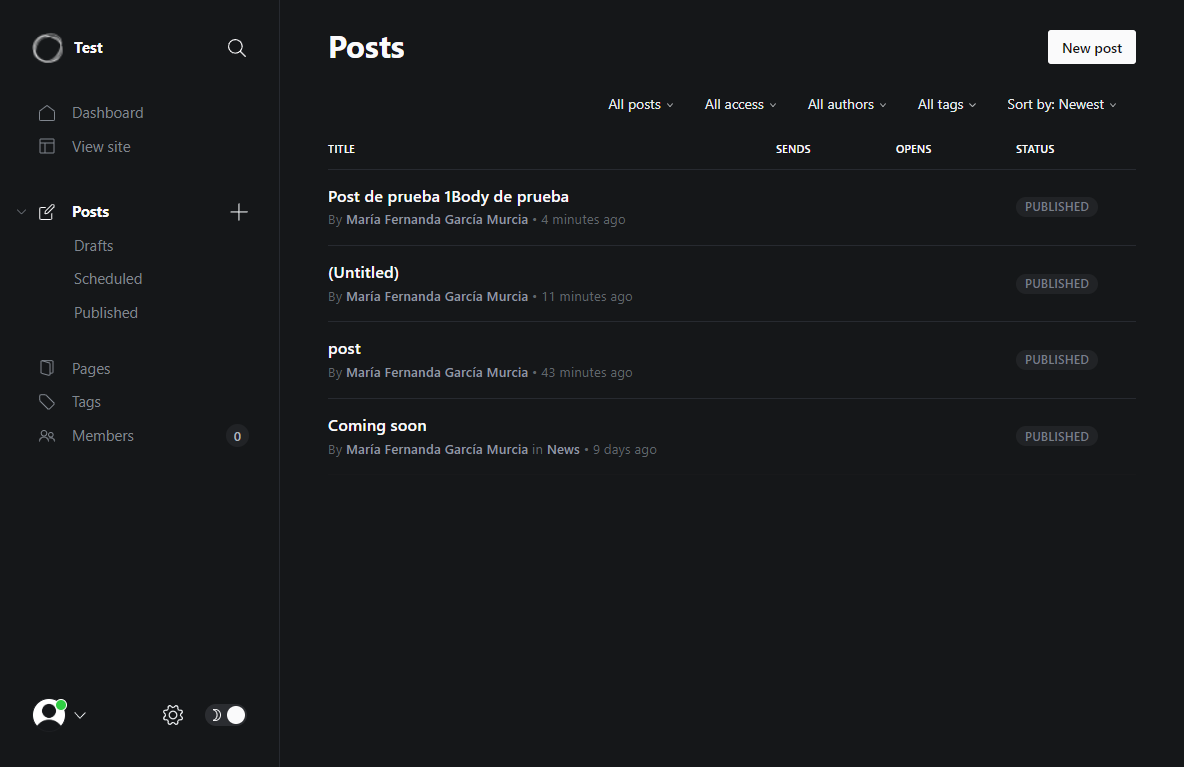 Test
Dashboard
View site
Posts
Drafts
Scheduled
Published
Pages
Tags
Members 0
Posts
New post
All posts All access All authors All tags Sort by: Newest
TITLE SENDS OPENS STATUS
Post de prueba 1Body de prueba
By María Fernanda García Murcia • 4 minutes ago
PUBLISHED
(Untitled)
By María Fernanda García Murcia • 11 minutes ago
PUBLISHED
post
By María Fernanda García Murcia • 43 minutes ago
PUBLISHED
Coming soon
By María Fernanda García Murcia in News • 9 days ago
PUBLISHED